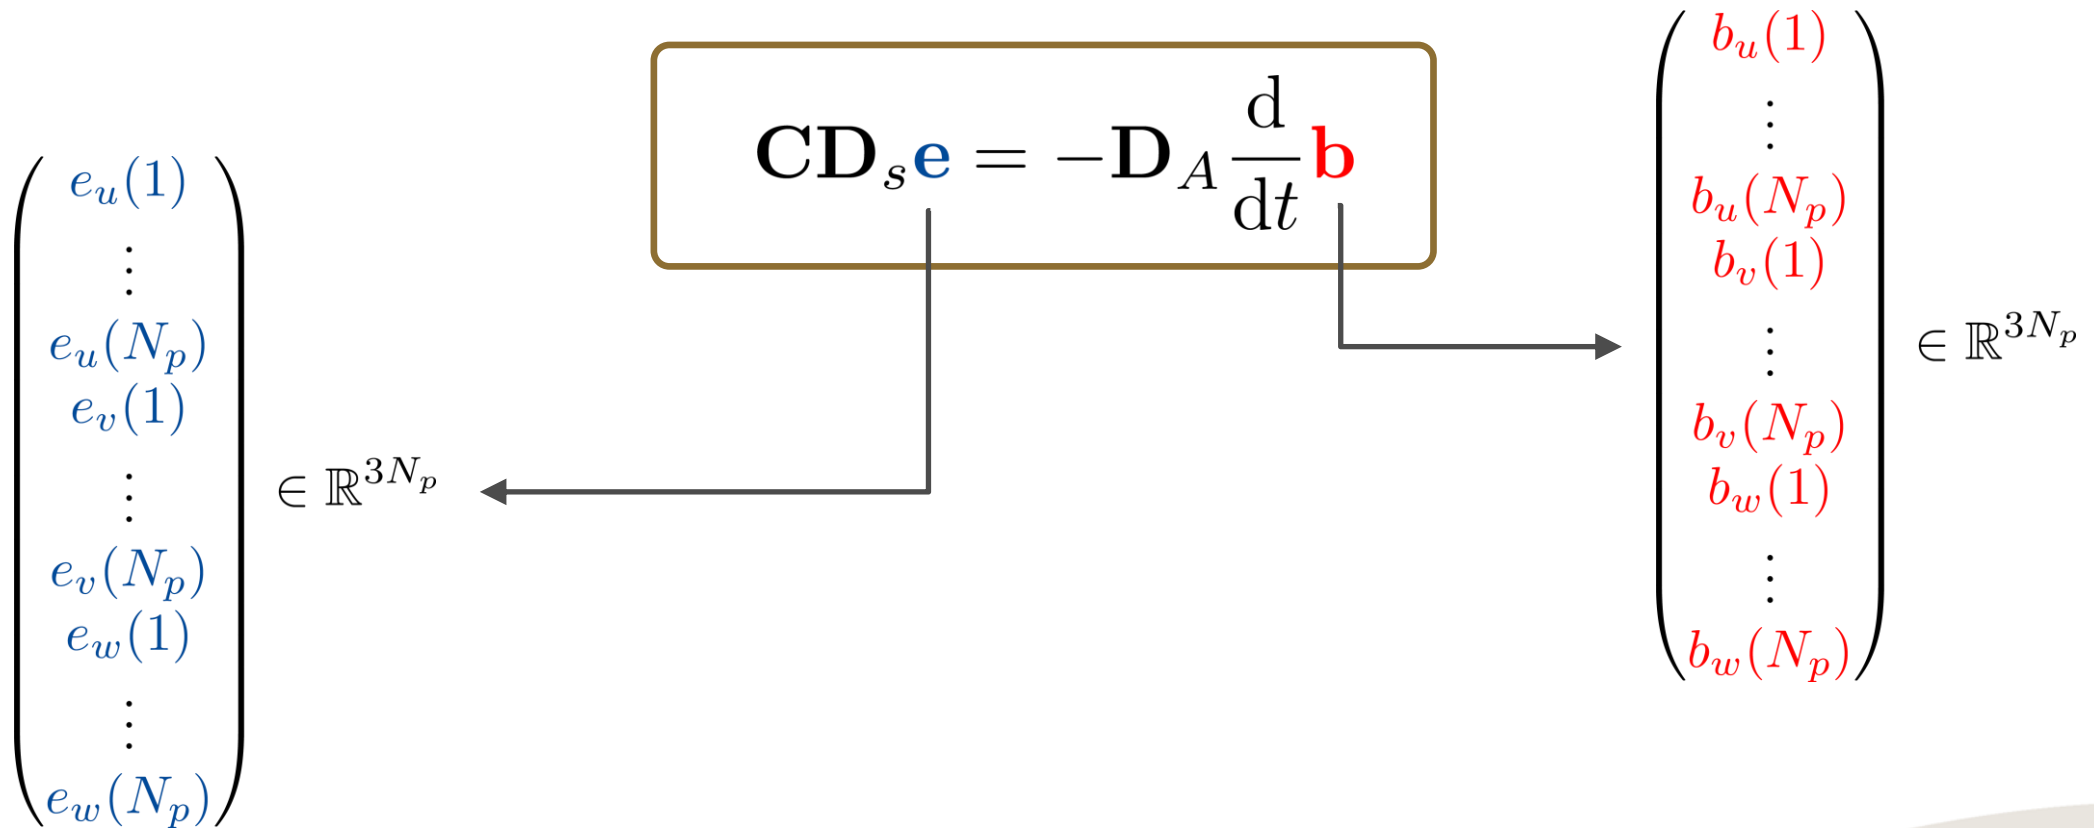 CD_s e = −D_A d/dt b
e_u(1)
⋮
e_u(N_p)
e_v(1)
⋮
e_v(N_p)
e_w(1)
⋮
e_w(N_p)
∈ ℝ^{3N_p}
b_u(1)
⋮
b_u(N_p)
b_v(1)
⋮
b_v(N_p)
b_w(1)
⋮
b_w(N_p)
∈ ℝ^{3N_p}